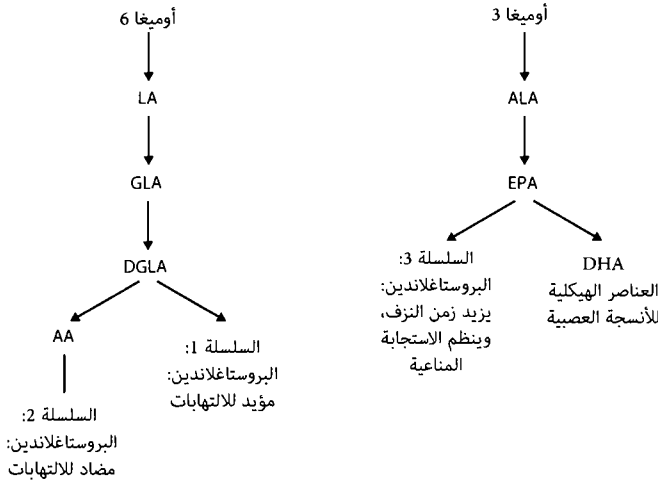 أوميغا 6
LA
GLA
DGLA
AA
السلسلة 2:
البروستاغلاندين:
مضاد للالتهابات
السلسلة 1:
البروستاغلاندين:
مؤيد للالتهابات
أوميغا 3
ALA
EPA
السلسلة 3:
البروستاغلاندين:
يزيد زمن النزف،
وينظم الاستجابة
المناعية
DHA
العناصر الهيكلية
للأنسجة العصبية